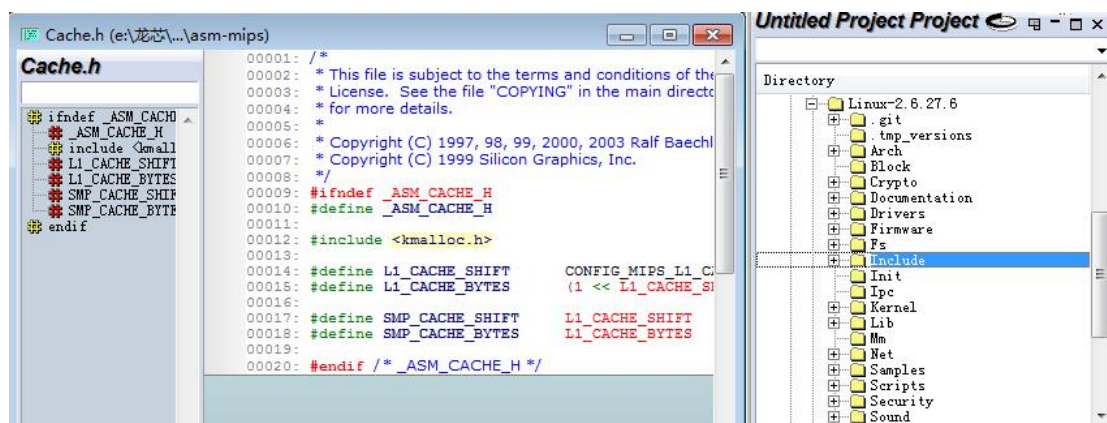 Cache.h (e:\龙芯\...\asm-mips)
Cache.h
ifndef _ASM_CACH
_ASM_CACHE_H
include <kmall
L1_CACHE_SHIFT
L1_CACHE_BYTES
SMP_CACHE_SHIF
SMP_CACHE_BYTE
endif
00001: /*
00002: * This file is subject to the terms and conditions of the
00003: * License. See the file "COPYING" in the main directo
00004: * for more details.
00005: *
00006: * Copyright (C) 1997, 98, 99, 2000, 2003 Ralf Baechl
00007: * Copyright (C) 1999 Silicon Graphics, Inc.
00008: */
00009: #ifndef _ASM_CACHE_H
00010: #define _ASM_CACHE_H
00011:
00012: #include <kmalloc.h>
00013:
00014: #define L1_CACHE_SHIFT CONFIG_MIPS_L1_CA
00015: #define L1_CACHE_BYTES (1 << L1_CACHE_SH
00016:
00017: #define SMP_CACHE_SHIFT L1_CACHE_SHIFT
00018: #define SMP_CACHE_BYTES L1_CACHE_BYTES
00019:
00020: #endif /* _ASM_CACHE_H */
Untitled Project Project
Directory
Linux-2.6.27.6
.git
.tmp_versions
Arch
Block
Crypto
Documentation
Drivers
Firmware
Fs
Include
Init
Ipc
Kernel
Lib
Mm
Net
Samples
Scripts
Security
Sound